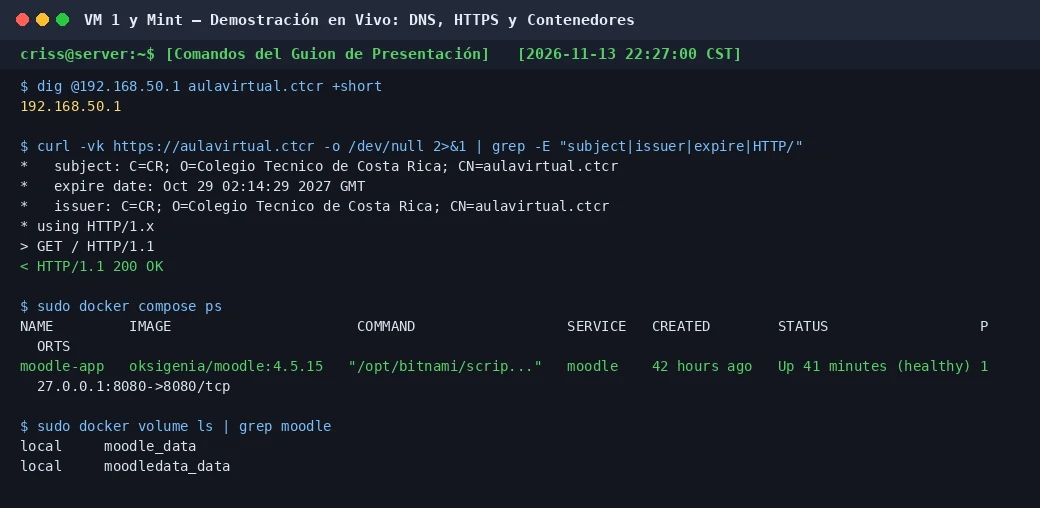 VM 1 y Mint — Demostración en Vivo: DNS, HTTPS y Contenedores
criss@server:~$ [Comandos del Guion de Presentación]   [2026-11-13 22:27:00 CST]
$ dig @192.168.50.1 aulavirtual.ctcr +short
192.168.50.1
$ curl -vk https://aulavirtual.ctcr -o /dev/null 2>&1 | grep -E "subject|issuer|expire|HTTP/"
*   subject: C=CR; O=Colegio Tecnico de Costa Rica; CN=aulavirtual.ctcr
*   expire date: Oct 29 02:14:29 2027 GMT
*   issuer: C=CR; O=Colegio Tecnico de Costa Rica; CN=aulavirtual.ctcr
* using HTTP/1.x
> GET / HTTP/1.1
< HTTP/1.1 200 OK
$ sudo docker compose ps
NAME         IMAGE                      COMMAND                  SERVICE   CREATED        STATUS                  P
  ORTS
moodle-app   oksigenia/moodle:4.5.15   "/opt/bitnami/scrip..."   moodle    42 hours ago   Up 41 minutes (healthy) 1
  27.0.0.1:8080->8080/tcp
$ sudo docker volume ls | grep moodle
local     moodle_data
local     moodledata_data